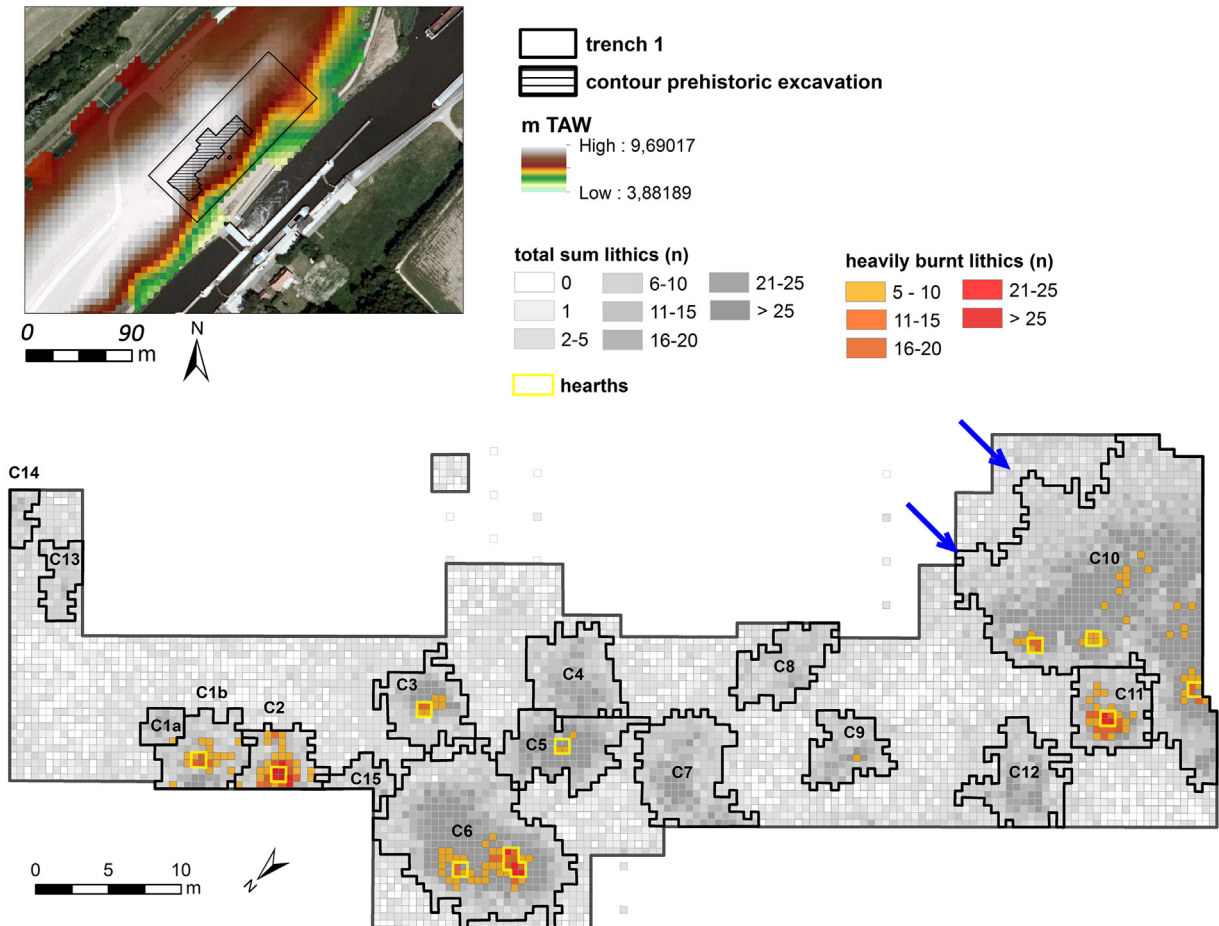 trench 1
contour prehistoric excavation
m TAW
High : 9,69017
Low : 3,88189
0 90
m
N
total sum lithics (n)
0 6-10 21-25
1 11-15 > 25
2-5 16-20
hearths
heavily burnt lithics (n)
5 - 10 21-25
11-15 > 25
16-20
C14
C13
C10
C4
C8
C3
C1b
C11
C2
C1a
C5
C9
C7
C12
C15
C6
0 5 10
m
N